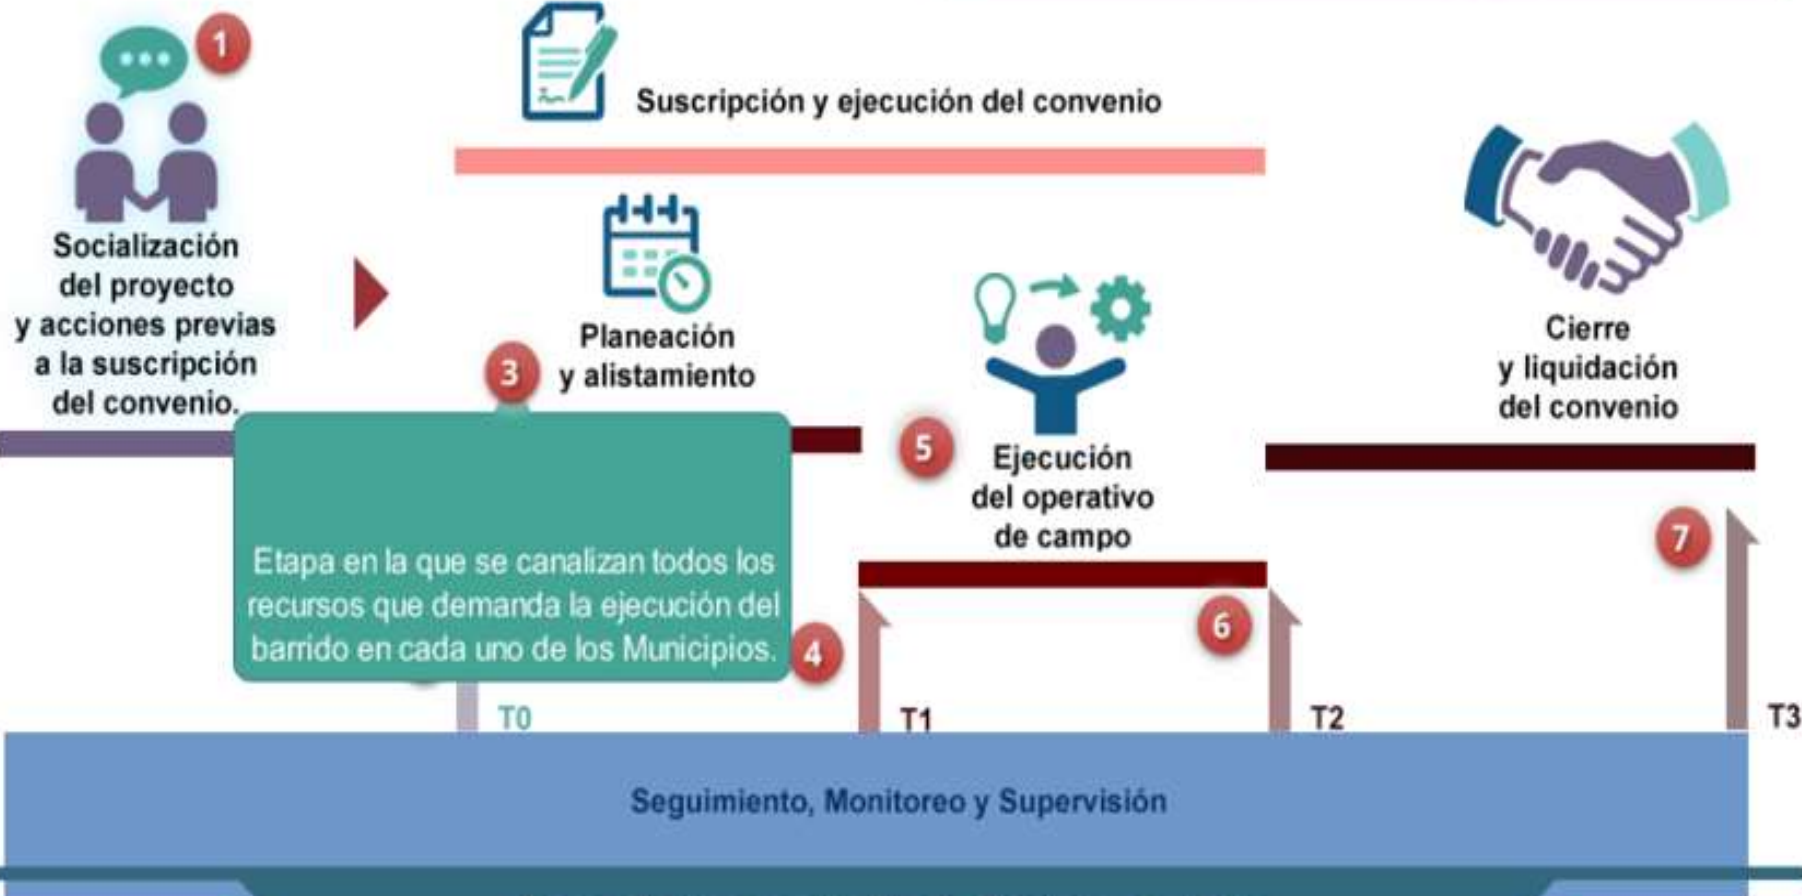 1
Suscripción y ejecución del convenio
Socialización
del proyecto
y acciones previas
a la suscripción
del convenio.
Planeación
y alistamiento
3
Etapa en la que se canalizan todos los
recursos que demanda la ejecución del
barrido en cada uno de los Municipios.
4
5
Ejecución
del operativo
de campo
6
Cierre
y liquidación
del convenio
7
T0
T1
T2
T3
Seguimiento, Monitoreo y Supervisión